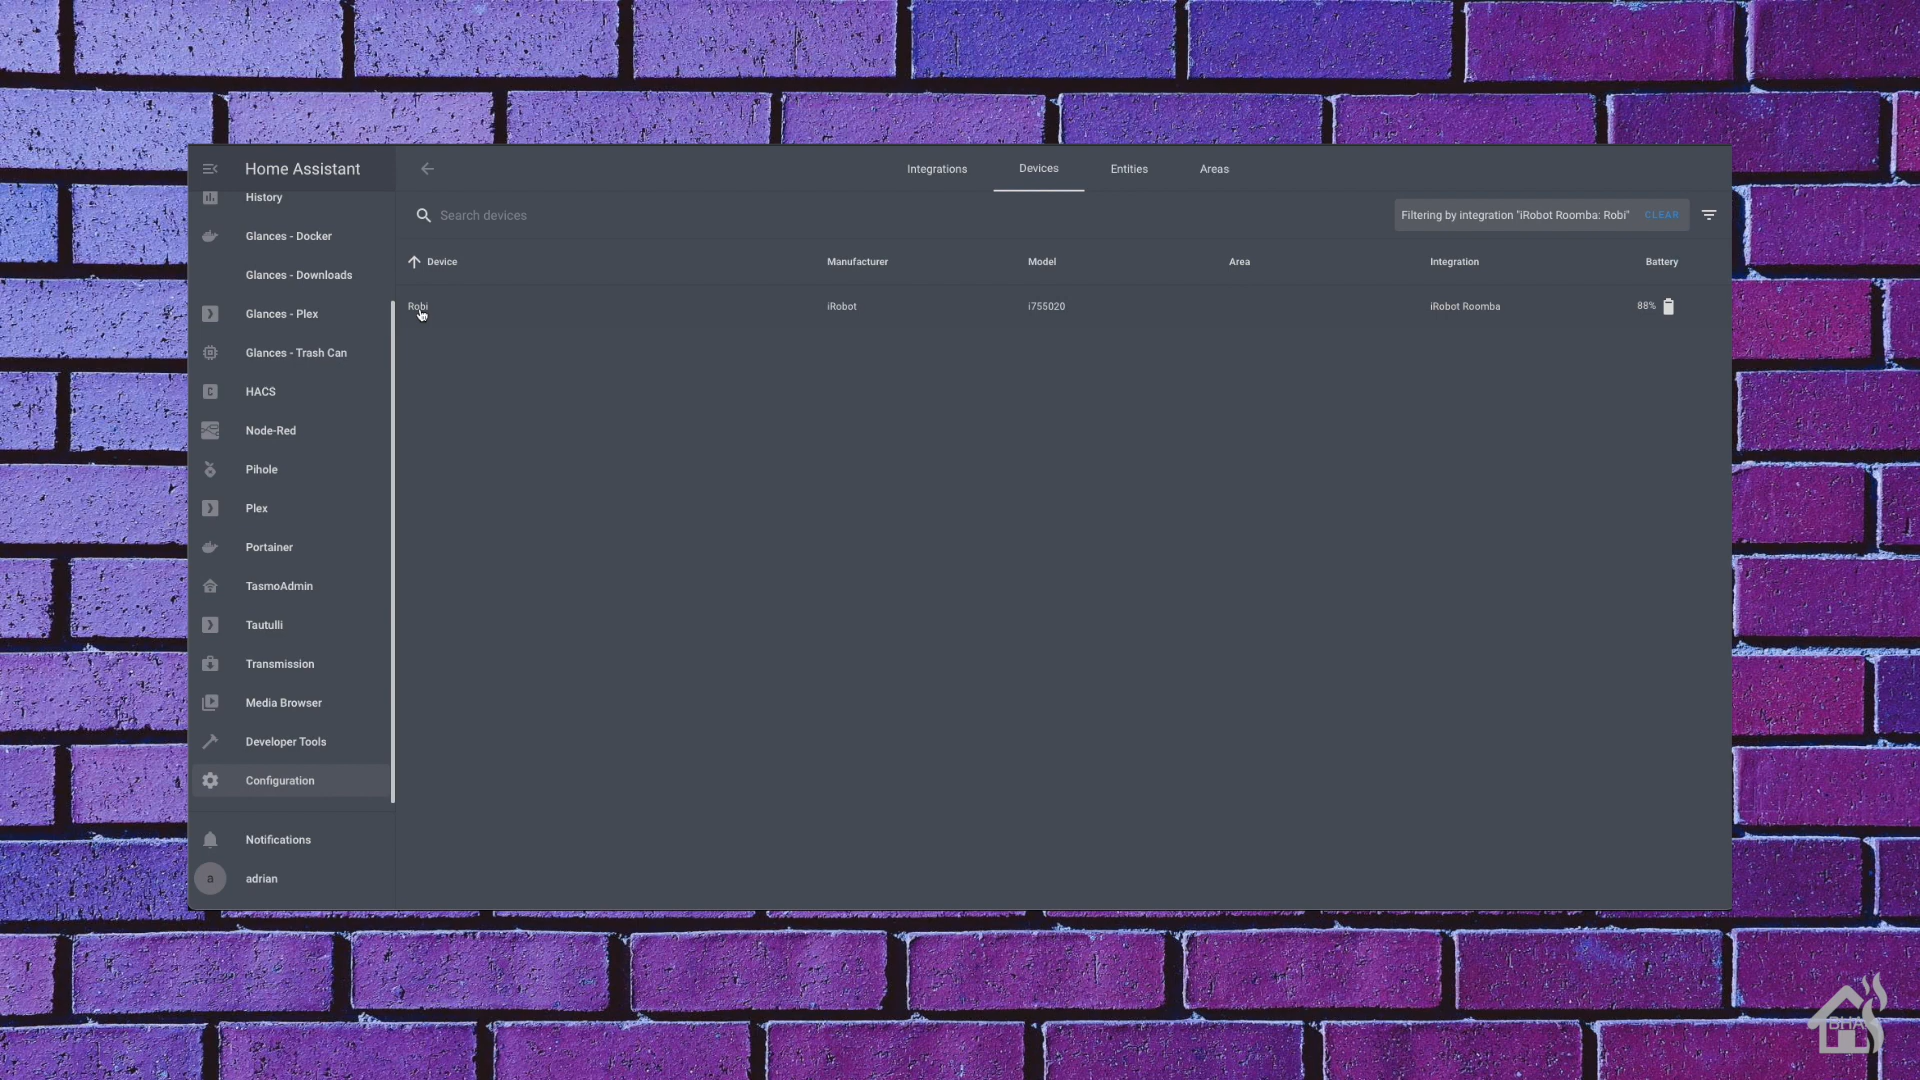 Home Assistant
Integrations
Devices
Entities
Areas
History
Search devices
Filtering by integration "iRobot Roomba: Robi"
CLEAR
Glances - Docker
Device
Manufacturer
Model
Area
Integration
Battery
Glances - Downloads
Robi
iRobot
i755020
iRobot Roomba
88%
Glances - Plex
Glances - Trash Can
C
HACS
Node-Red
Pihole
Plex
Portainer
TasmoAdmin
Tautulli
Transmission
Media Browser
Developer Tools
Configuration
Notifications
a
adrian
BHA